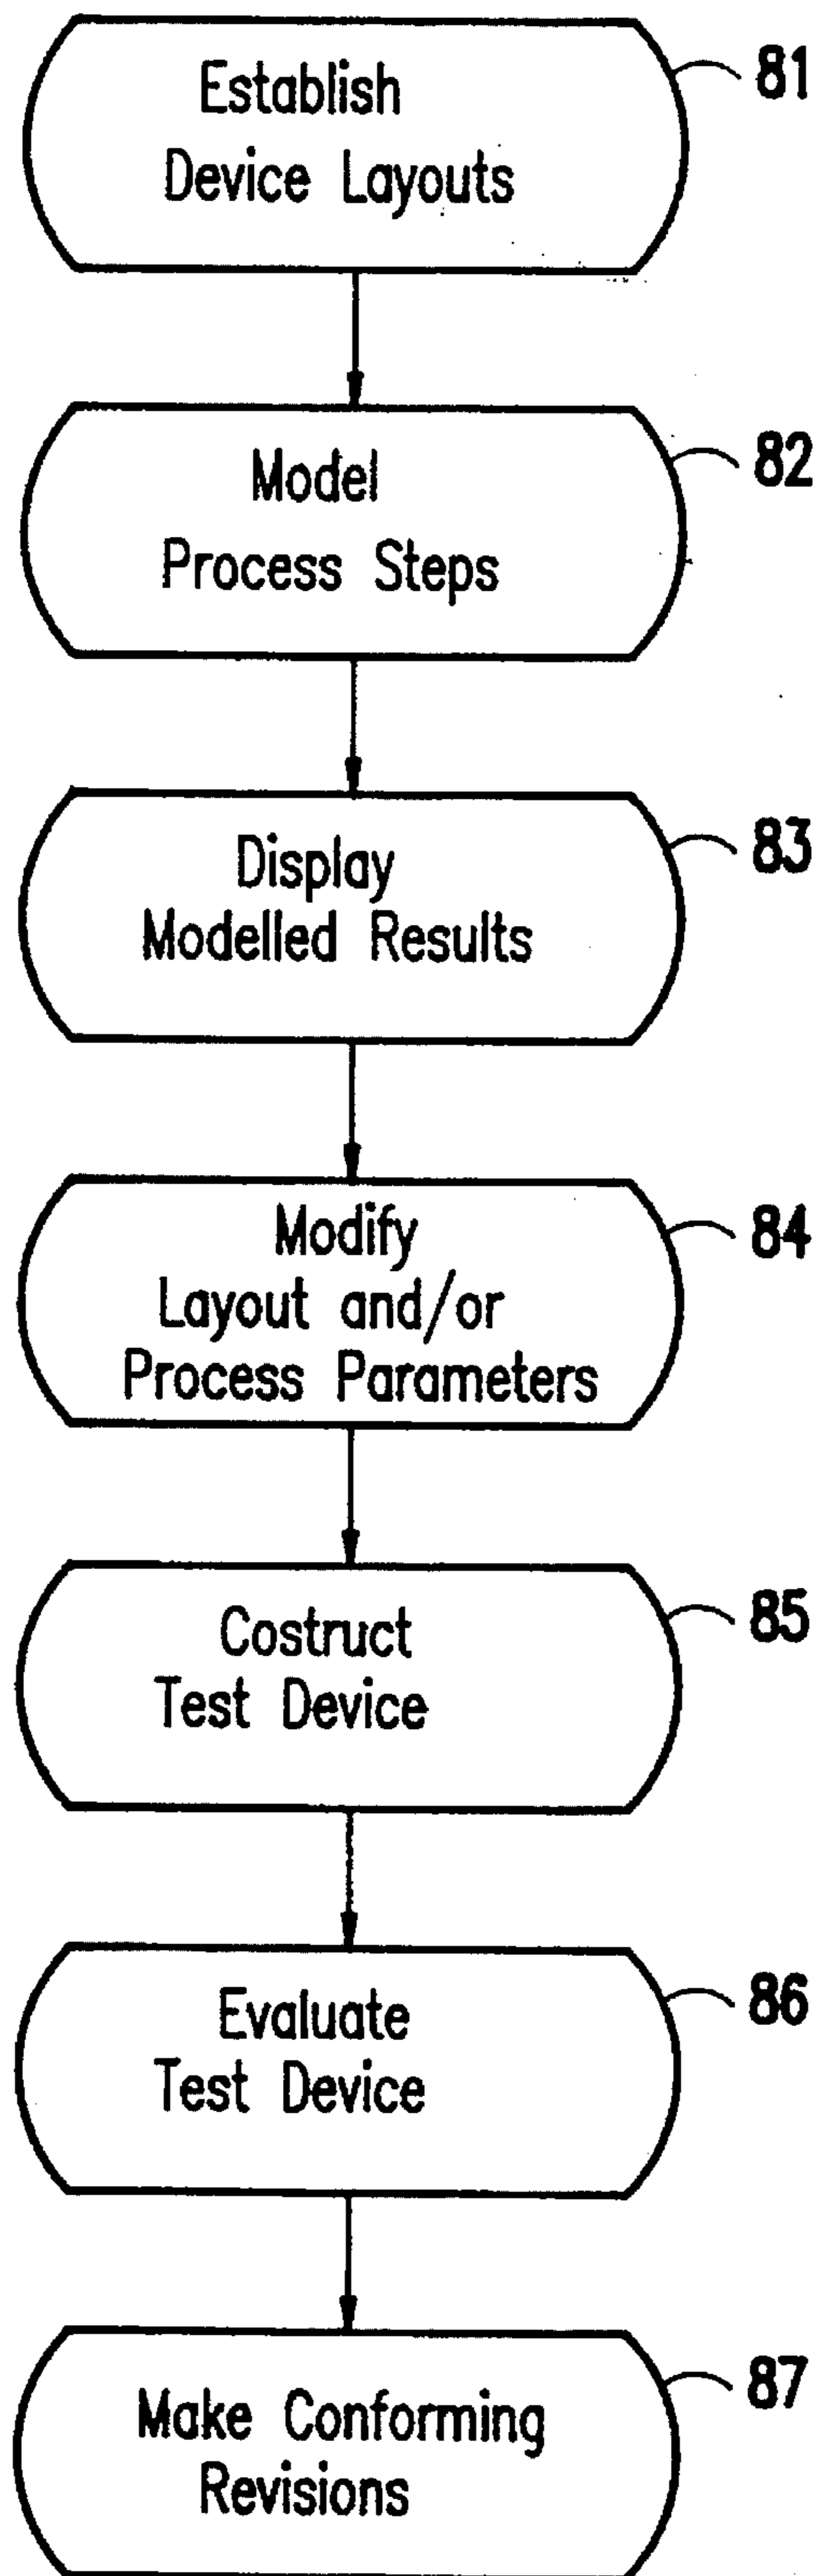 Establish
Device Layouts
81
Model
Process Steps
82
Display
Modelled Results
83
Modify
Layout and/or
Process Parameters
84
Costruct
Test Device
85
Evaluate
Test Device
86
Make Conforming
Revisions
87